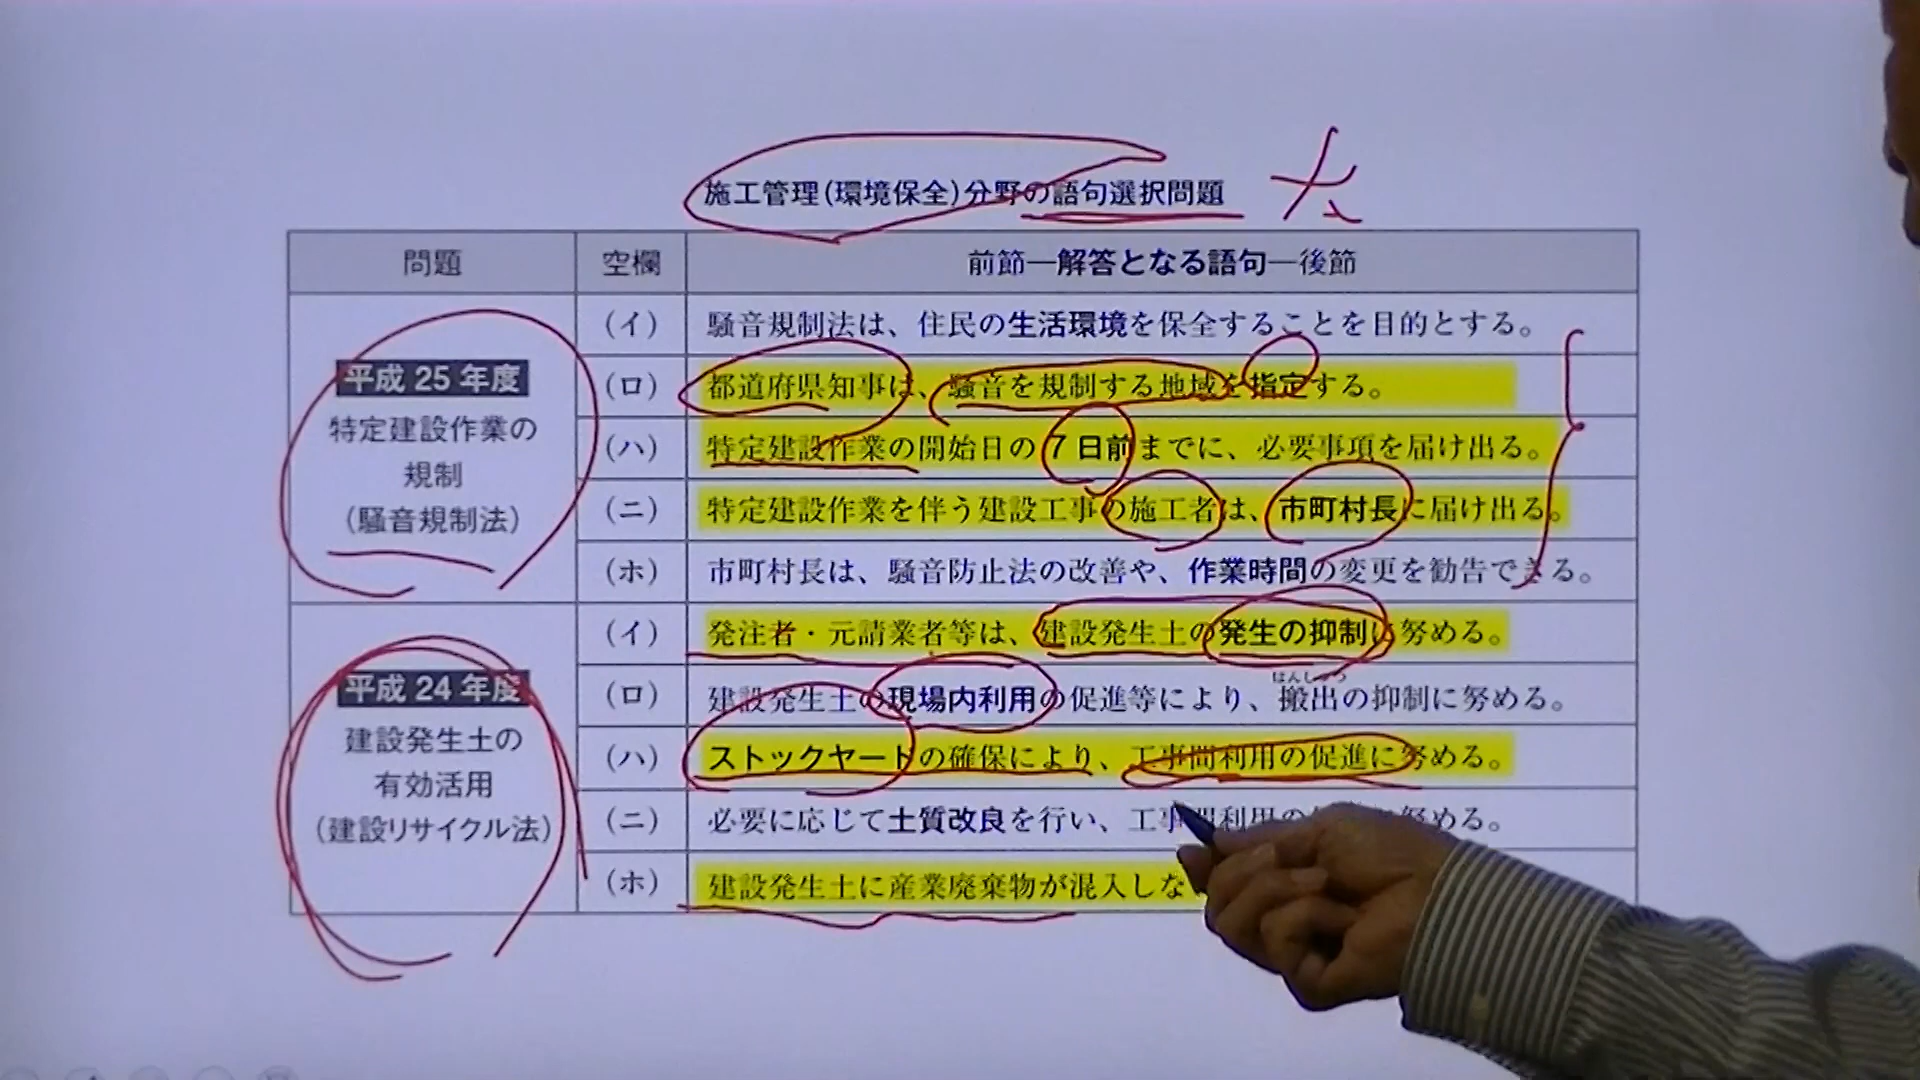 施工管理(環境保全)分野の語句選択問題
問題 空欄 前節―解答となる語句―後節
平成25年度
特定建設作業の
規制
(騒音規制法)
(イ) 騒音規制法は、住民の生活環境を保全することを目的とする。
(ロ) 都道府県知事は、騒音を規制する地域を指定する。
(ハ) 特定建設作業の開始日の7日前までに、必要事項を届け出る。
(ニ) 特定建設作業を伴う建設工事の施工者は、市町村長に届け出る。
(ホ) 市町村長は、騒音防止法の改善や、作業時間の変更を勧告できる。
平成24年度
建設発生土の
有効活用
(建設リサイクル法)
(イ) 発注者・元請業者等は、建設発生土の発生の抑制に努める。
はんしゅつ
(ロ) 建設発生土の現場内利用の促進等により、搬出の抑制に努める。
(ハ) ストックヤードの確保により、工事間利用の促進に努める。
(ニ) 必要に応じて土質改良を行い、工事間利用の 努める。
(ホ) 建設発生土に産業廃棄物が混入しな